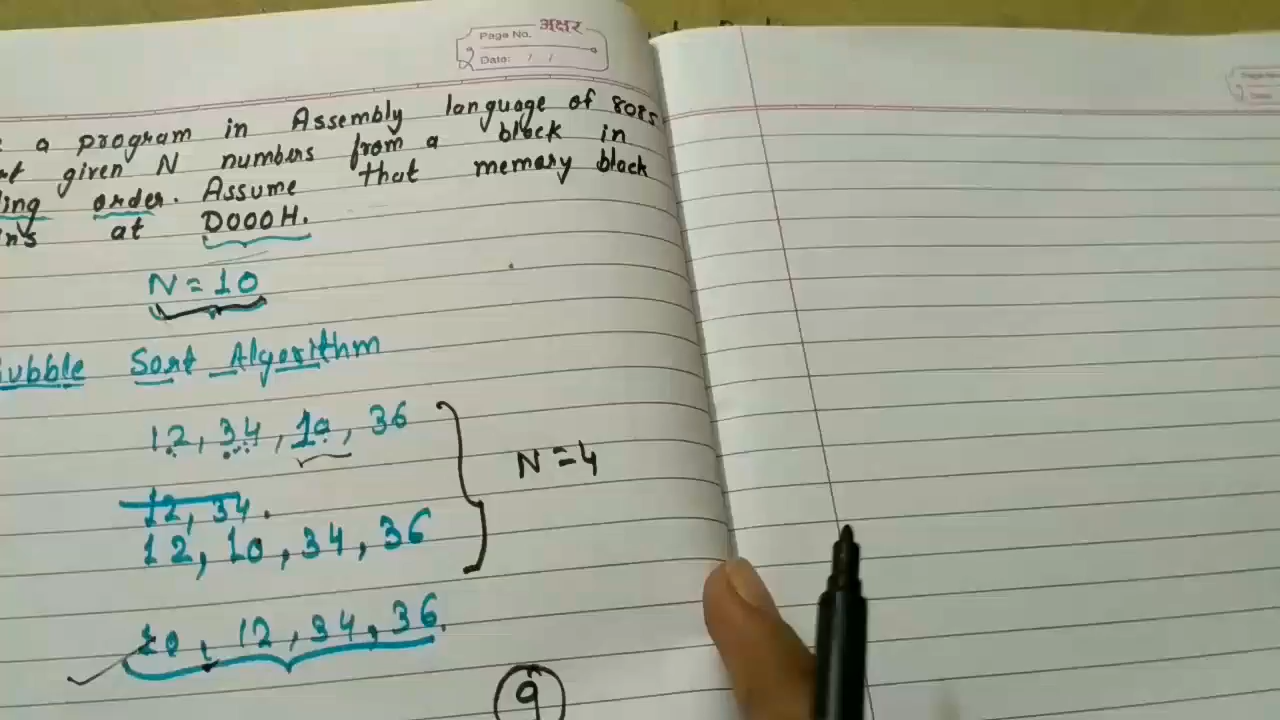 Page No. अक्षर
Date: / /
a program in Assembly language of 8085
given N numbers from a block in
order. Assume that memory block
at D000H.
N = 10
Bubble Sort Algorithm
12, 34, 10, 36
N = 4
12, 34.
12, 10, 34, 36
10, 12, 34, 36.
9
Page No.